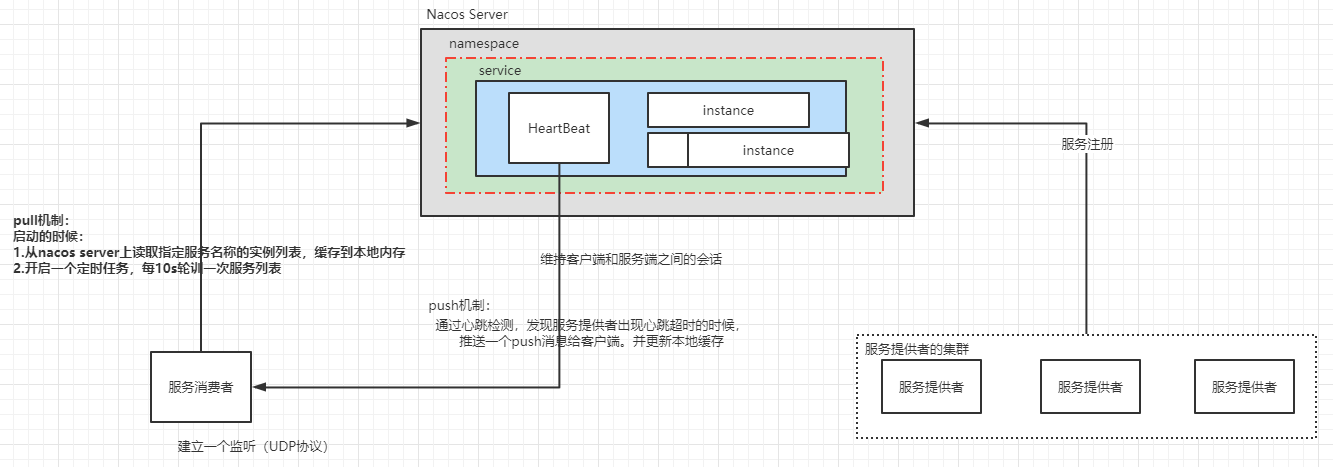 Nacos Server
namespace
service
HeartBeat
instance
instance
服务注册
pull机制：
启动的时候：
1.从nacos server上读取指定服务名称的实例列表，缓存到本地内存
2.开启一个定时任务，每10s轮训一次服务列表
维持客户端和服务端之间的会话
push机制：
通过心跳检测，发现服务提供者出现心跳超时的时候，
推送一个push消息给客户端。并更新本地缓存
服务提供者的集群
服务消费者
服务提供者
服务提供者
服务提供者
建立一个监听（UDP协议）